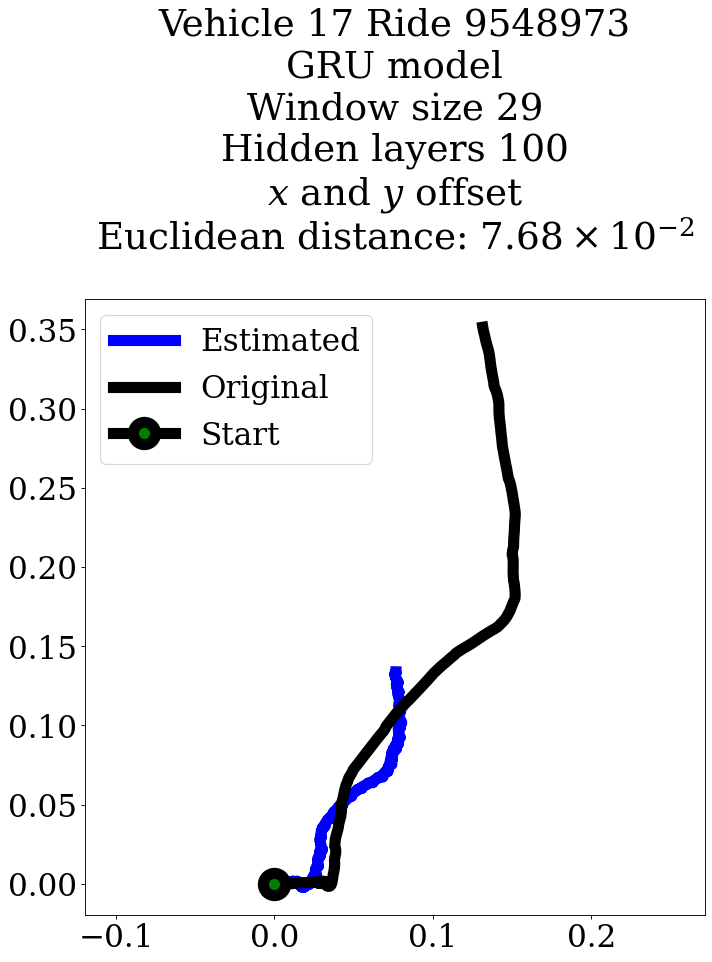 Vehicle 17 Ride 9548973
GRU model
Window size 29
Hidden layers 100
x and y offset
Euclidean distance: 7.68 × 10⁻²
Estimated
Original
Start
0.35
0.30
0.25
0.20
0.15
0.10
0.05
0.00
−0.1 0.0 0.1 0.2